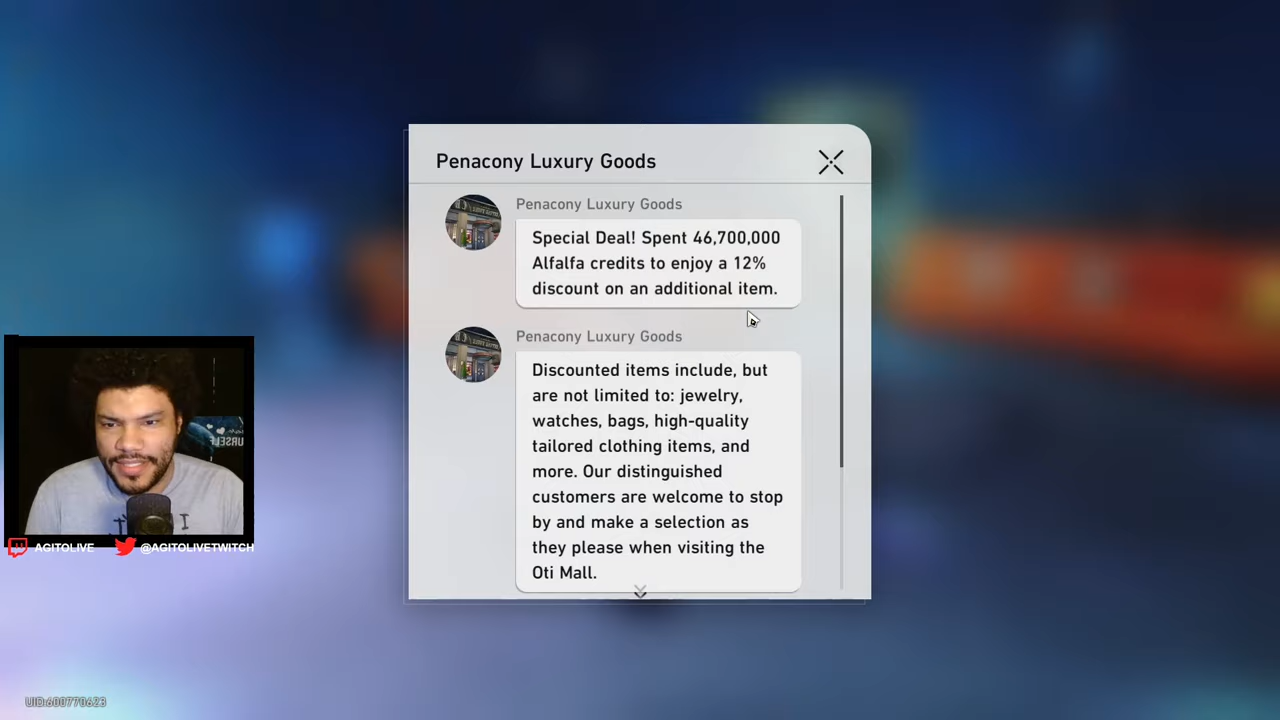 Penacony Luxury Goods
Penacony Luxury Goods
Special Deal! Spent 46,700,000
Alfalfa credits to enjoy a 12%
discount on an additional item.
Penacony Luxury Goods
Discounted items include, but
are not limited to: jewelry,
watches, bags, high-quality
tailored clothing items, and
more. Our distinguished
customers are welcome to stop
by and make a selection as
they please when visiting the
Oti Mall.
AGITOLIVE
@AGITOLIVETWITCH
UID:600770623